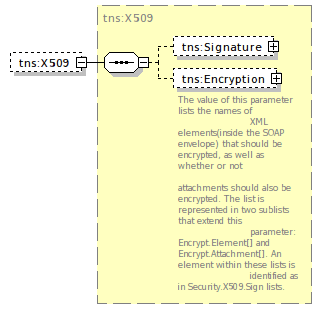 tns:X509
tns:X509
tns:Signature
tns:Encryption
The value of this parameter
lists the names of
XML
elements(inside the SOAP
envelope) that should be
encrypted, as well as
whether or not
attachments should also be
encrypted. The list is
represented in two sublists
that extend this
parameter:
Encrypt.Element[] and
Encrypt.Attachment[]. An
element within these lists is
identified as
in Security.X509.Sign lists.